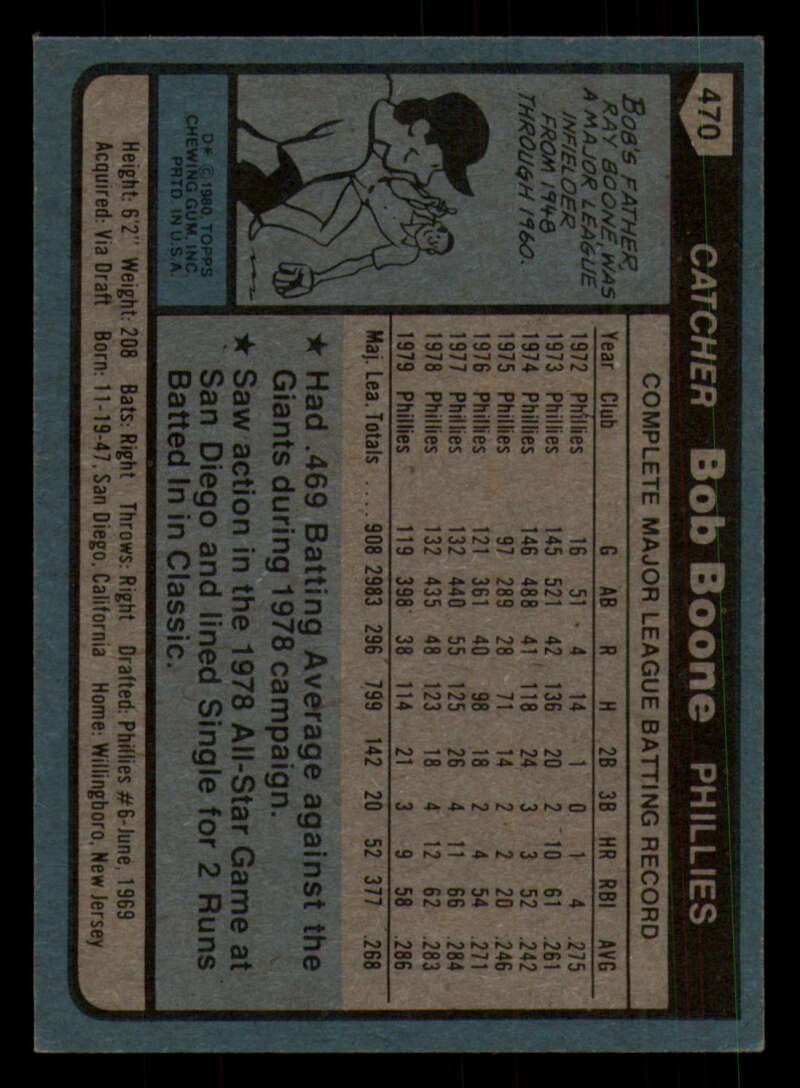 470
CATCHER Bob Boone PHILLIES
BOB'S FATHER,
RAY BOONE, WAS
A MAJOR LEAGUE
INFIELDER
FROM 1948
THROUGH 1960.
D* © 1980, TOPPS
CHEWING GUM, INC.
PRTD. IN U.S.A.
COMPLETE MAJOR LEAGUE BATTING RECORD
Year Club G AB R H 2B 3B HR RBI AVG
1972 Phillies 16 51 4 14 1 0 1 4 .275
1973 Phillies 145 521 42 136 20 2 10 61 .261
1974 Phillies 146 488 41 118 24 3 3 52 .242
1975 Phillies 97 289 28 71 14 2 2 20 .246
1976 Phillies 121 361 40 98 18 2 4 54 .271
1977 Phillies 132 440 55 125 26 4 11 66 .284
1978 Phillies 132 435 48 123 18 4 12 62 .283
1979 Phillies 119 398 38 114 21 3 9 58 .286
Maj. Lea. Totals .... 908 2983 296 799 142 20 52 377 .268
★ Had .469 Batting Average against the
Giants during 1978 campaign.
★ Saw action in the 1978 All-Star Game at
San Diego and lined Single for 2 Runs
Batted In in Classic.
Height: 6'2" Weight: 208 Bats: Right Throws: Right Drafted: Phillies #6-June, 1969
Acquired: Via Draft Born: 11-19-47, San Diego, California Home: Willingboro, New Jersey